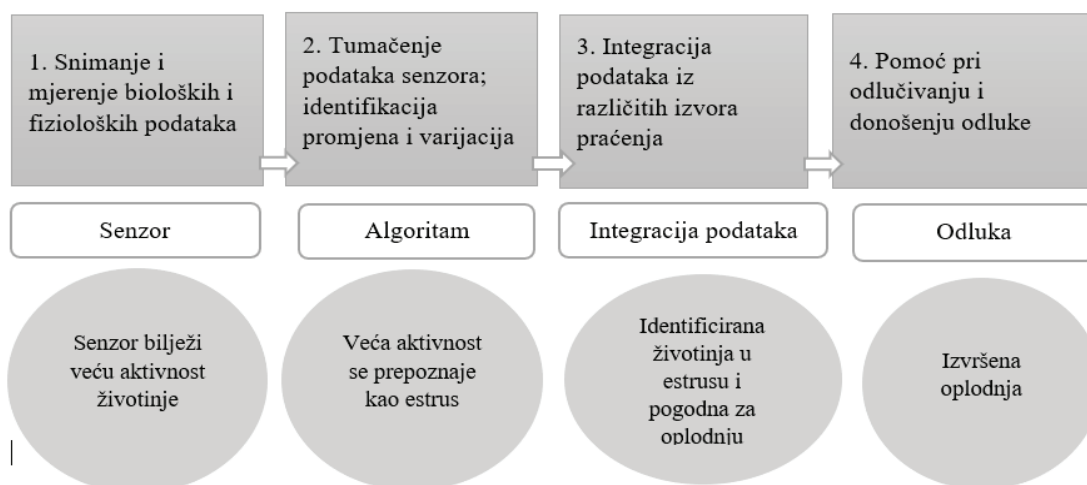 1. Snimanje i
mjerenje bioloških i
fizioloških podataka
2. Tumačenje
podataka senzora;
identifikacija
promjena i varijacija
3. Integracija
podataka iz
različitih izvora
praćenja
4. Pomoć pri
odlučivanju i
donošenju odluke
Senzor
Algoritam
Integracija podataka
Odluka
Senzor bilježi
veću aktivnost
životinje
Veća aktivnost
se prepoznaje
kao estrus
Identificirana
životinja u
estrusu i
pogodna za
oplodnju
Izvršena
oplodnja